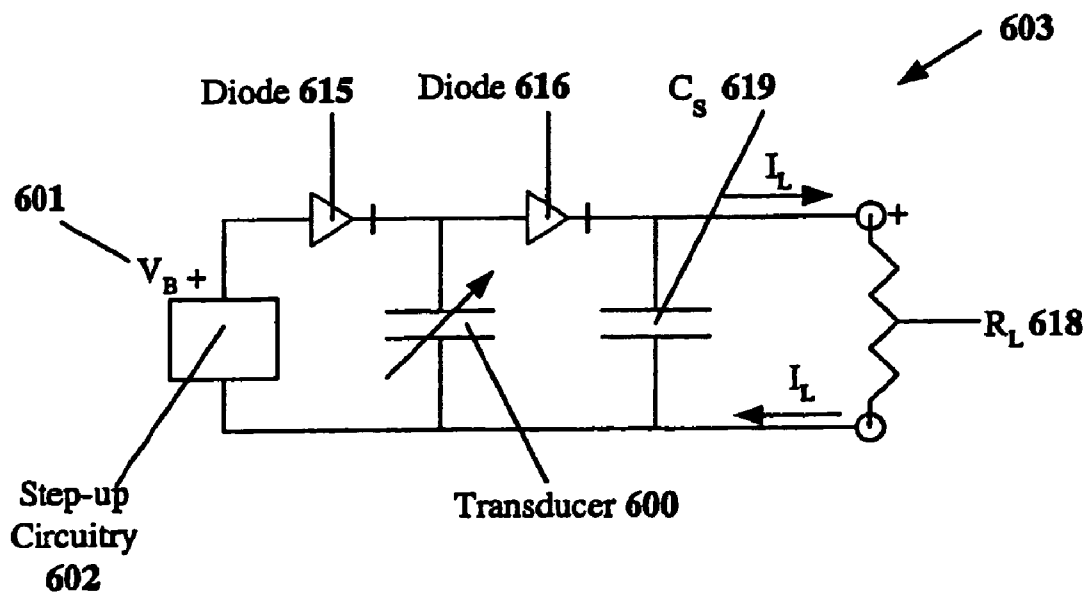 603
Diode 615
Diode 616
C_S 619
I_L
601
V_B +
+
R_L 618
I_L
Step-up
Circuitry
602
Transducer 600